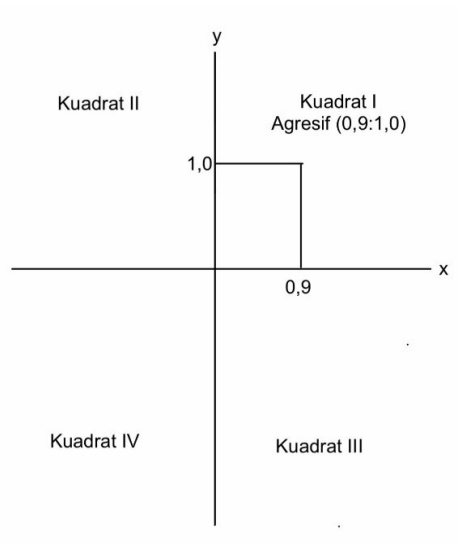 y
Kuadrat II
Kuadrat I
Agresif (0,9:1,0)
1,0
x
0,9
Kuadrat IV
Kuadrat III